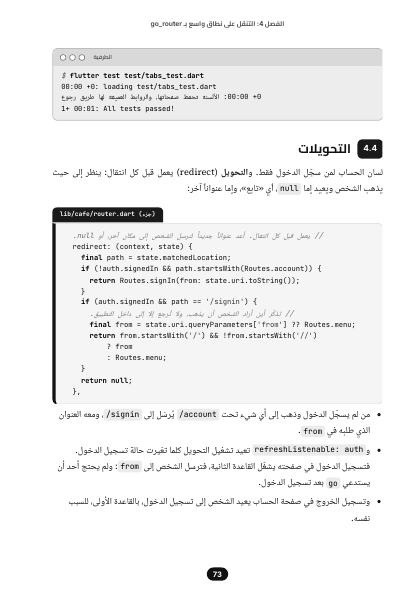 الفصل 4: التنقل على نطاق واسع بـ go_router
الطرفية
$ flutter test test/tabs_test.dart
00:00 +0: loading test/tabs_test.dart
00:00 +0: الألسنة تحفظ صفحاتها، والروابط العميقة لها طريق رجوع
00:01 +1: All tests passed!
4.4 التحويلات
لسان الحساب لمن سجّل الدخول فقط. والتحويل (redirect) يعمل قبل كل انتقال: ينظر إلى حيث
يذهب الشخص ويعيد إما null، أي «تابع»، وإما عنواناً آخر:
lib/cafe/router.dart (جزء)
// يعمل قبل كل انتقال. أعد عنواناً جديداً لترسل الشخص إلى مكان آخر، أو null.
redirect: (context, state) {
final path = state.matchedLocation;
if (!auth.signedIn && path.startsWith(Routes.account)) {
return Routes.signIn(from: state.uri.toString());
}
if (auth.signedIn && path == '/signin') {
// تذكّر أين أراد الشخص أن يذهب، ولا تُرجع إلا إلى داخل التطبيق.
final from = state.uri.queryParameters['from'] ?? Routes.menu;
return from.startsWith('/') && !from.startsWith('//')
? from
: Routes.menu;
}
return null;
},
• من لم يسجّل الدخول وذهب إلى أي شيء تحت /account يُرسَل إلى /signin، ومعه العنوان
الذي طلبه في from.
• و refreshListenable: auth تعيد تشغيل التحويل كلما تغيرت حالة تسجيل الدخول.
فتسجيل الدخول في صفحته يشغّل القاعدة الثانية، فترسل الشخص إلى from: ولم يحتج أحد أن
يستدعي go بعد تسجيل الدخول.
• وتسجيل الخروج في صفحة الحساب يعيد الشخص إلى تسجيل الدخول، بالقاعدة الأولى، للسبب
نفسه.
73